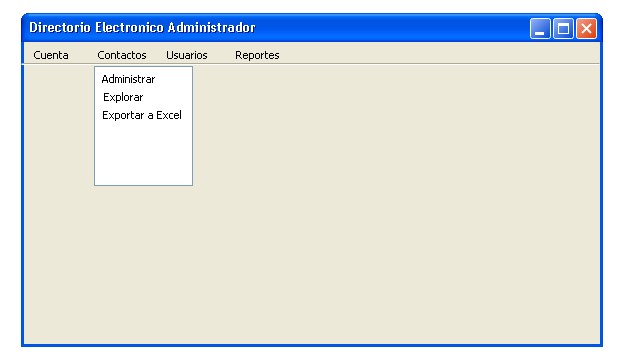 Directorio Electronico Administrador
Cuenta Contactos Usuarios Reportes
Administrar
Explorar
Exportar a Excel